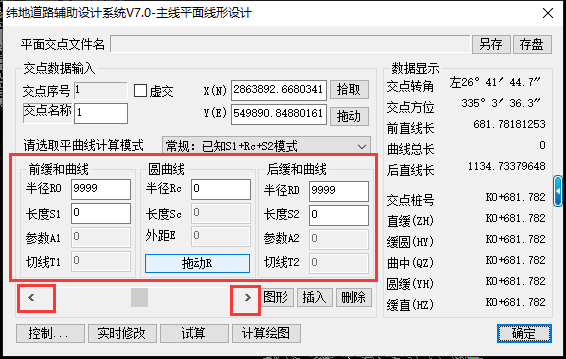 纬地道路辅助设计系统V7.0-主线平面线形设计
平面交点文件名 另存 存盘
交点数据输入
交点序号 1 虚交 X(N) 2863892.6680341 拾取
交点名称 1 Y(E) 549890.84880161 拖动
请选取平曲线计算模式 常规：已知S1+Rc+S2模式
前缓和曲线 圆曲线 后缓和曲线
半径RO 9999 半径Rc 0 半径RD 9999
长度S1 0 长度Sc 0 长度S2 0
参数A1 0 外距E 0 参数A2 0
切线T1 0 拖动R 切线T2 0
< > 图形 插入 删除
控制... 实时修改 试算 计算绘图 确定
数据显示
交点转角 左26° 41′ 44.7″
交点方位 335° 3′ 36.3″
前直线长 681.78181253
曲线总长 0
后直线长 1134.73379648
交点桩号 K0+681.782
直缓(ZH) K0+681.782
缓圆(HY) K0+681.782
曲中(QZ) K0+681.782
圆缓(YH) K0+681.782
缓直(HZ) K0+681.782